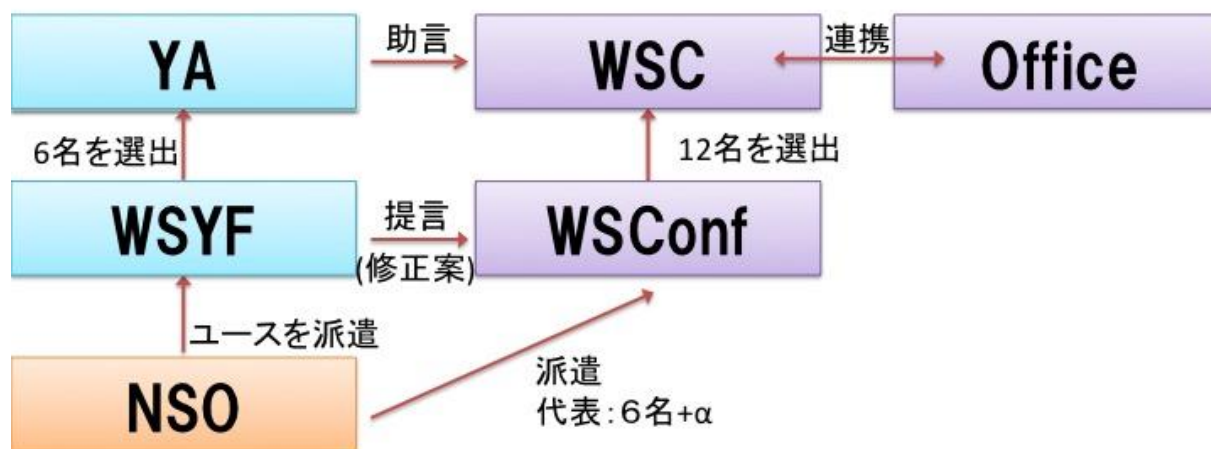 YA
助言
WSC
連携
Office
6名を選出
12名を選出
WSYF
提言
(修正案)
WSConf
ユースを派遣
NSO
派遣
代表:6名+α